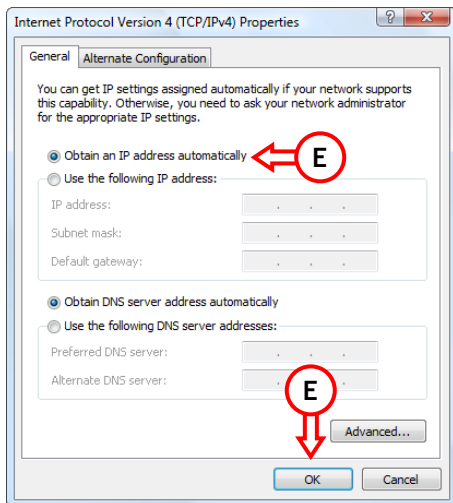 Internet Protocol Version 4 (TCP/IPv4) Properties
General
Alternate Configuration
You can get IP settings assigned automatically if your network supports
this capability. Otherwise, you need to ask your network administrator
for the appropriate IP settings.
Obtain an IP address automatically
E
Use the following IP address:
IP address:
Subnet mask:
Default gateway:
Obtain DNS server address automatically
Use the following DNS server addresses:
Preferred DNS server:
Alternate DNS server:
E
Advanced...
OK
Cancel